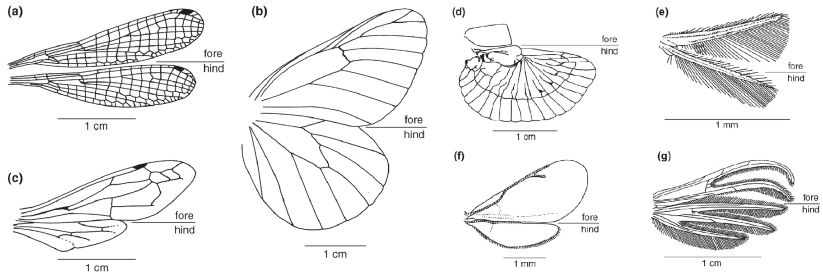 (a)
fore
hind
1 cm
(b)
fore
hind
1 cm
(c)
fore
hind
1 cm
(d)
fore
hind
1 cm
(e)
fore
hind
1 mm
(f)
fore
hind
1 mm
(g)
fore
hind
1 cm